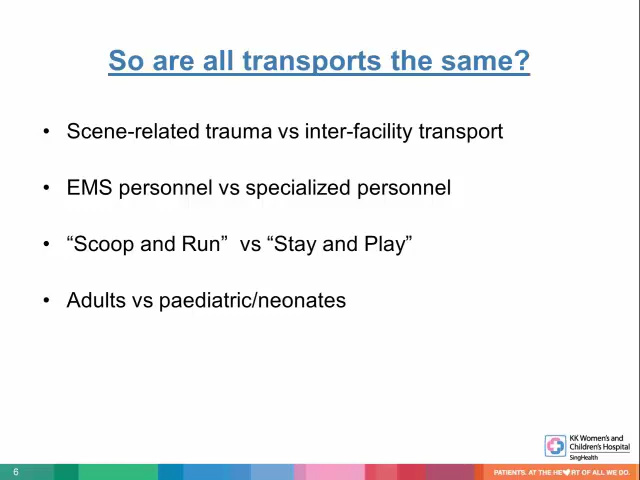 So are all transports the same?
• Scene-related trauma vs inter-facility transport
• EMS personnel vs specialized personnel
• “Scoop and Run”  vs “Stay and Play”
• Adults vs paediatric/neonates
KK Women's and
Children's Hospital
SingHealth
6
PATIENTS. AT THE HE♥RT OF ALL WE DO.